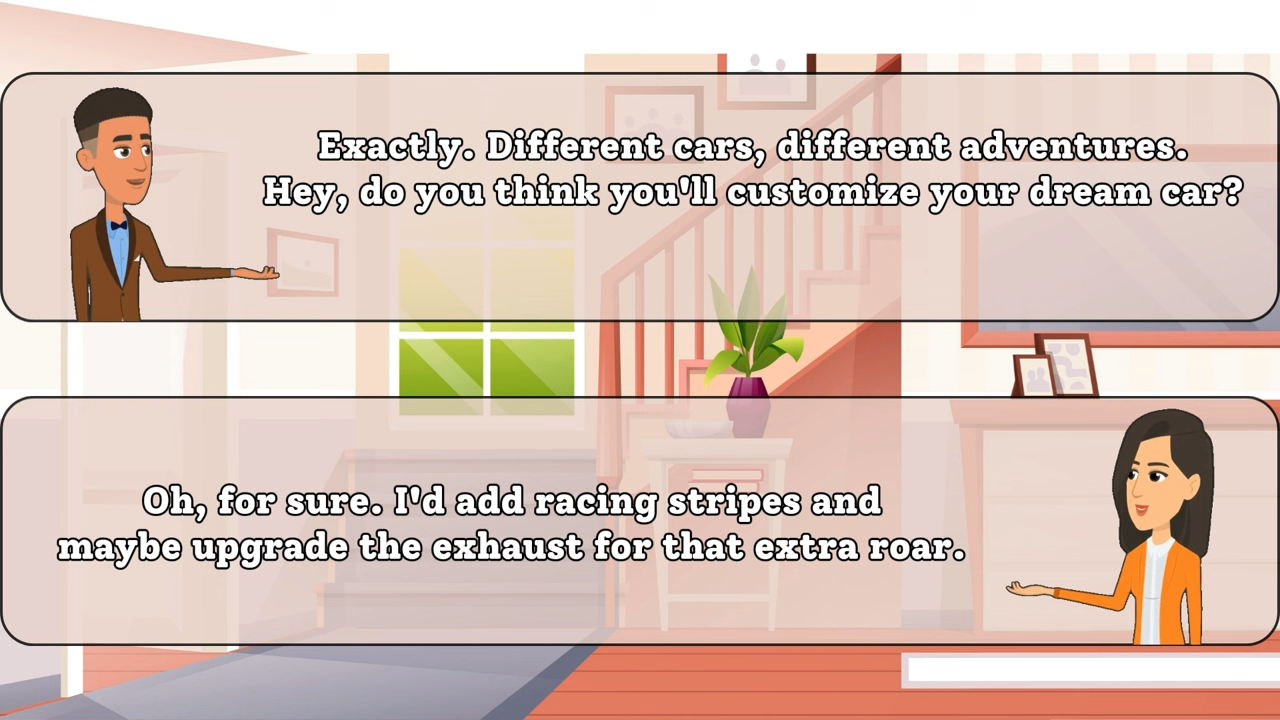 Exactly. Different cars, different adventures.
Hey, do you think you'll customize your dream car?
Oh, for sure. I'd add racing stripes and
maybe upgrade the exhaust for that extra roar.